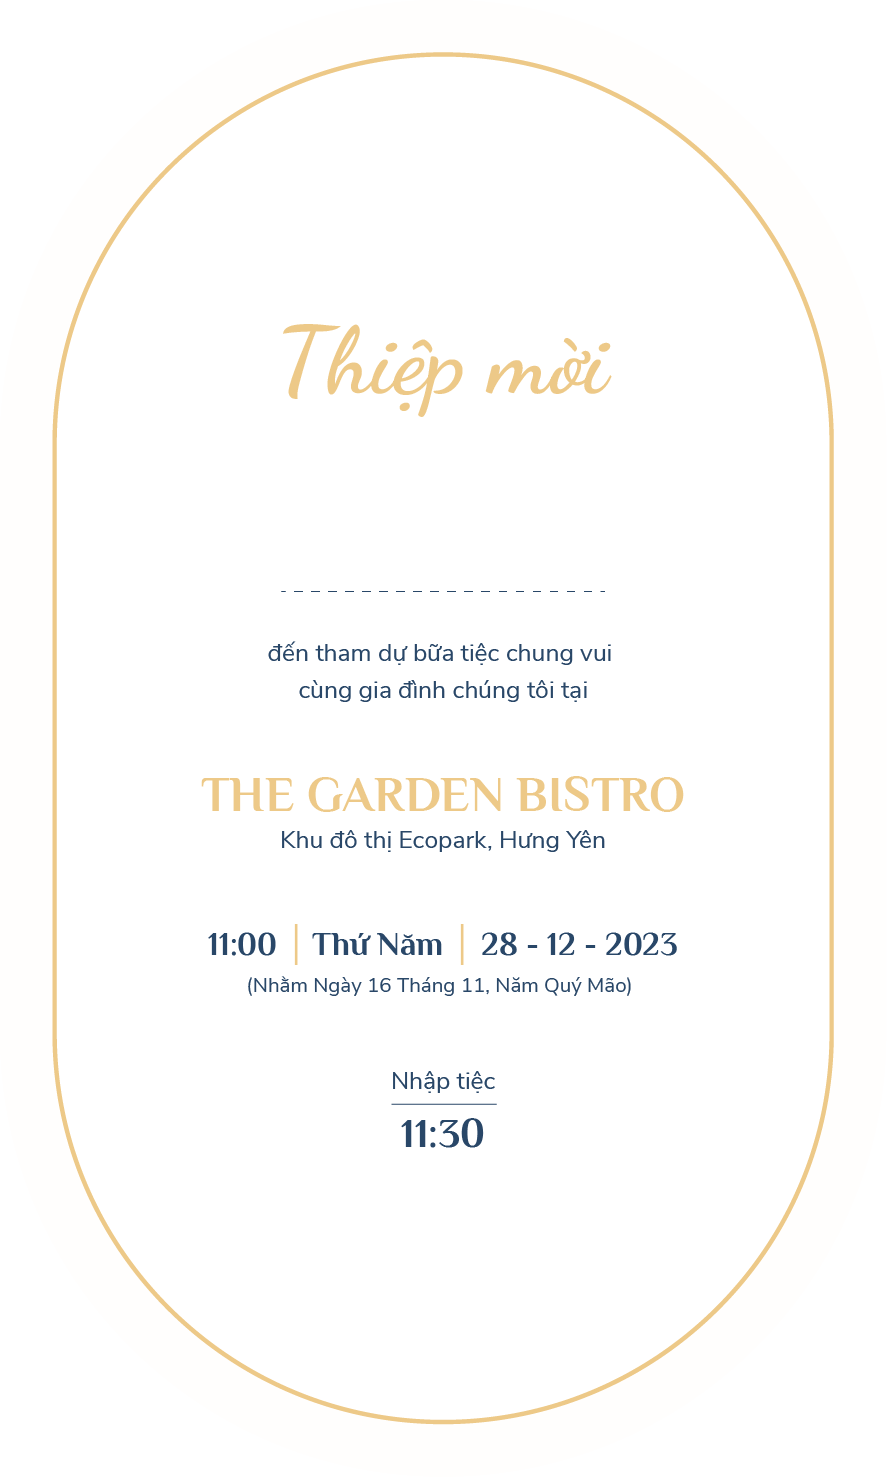 Thiệp mời
đến tham dự bữa tiệc chung vui
cùng gia đình chúng tôi tại
THE GARDEN BISTRO
Khu đô thị Ecopark, Hưng Yên
11:00 | Thứ Năm | 28 - 12 - 2023
(Nhằm Ngày 16 Tháng 11, Năm Quý Mão)
Nhập tiệc
11:30